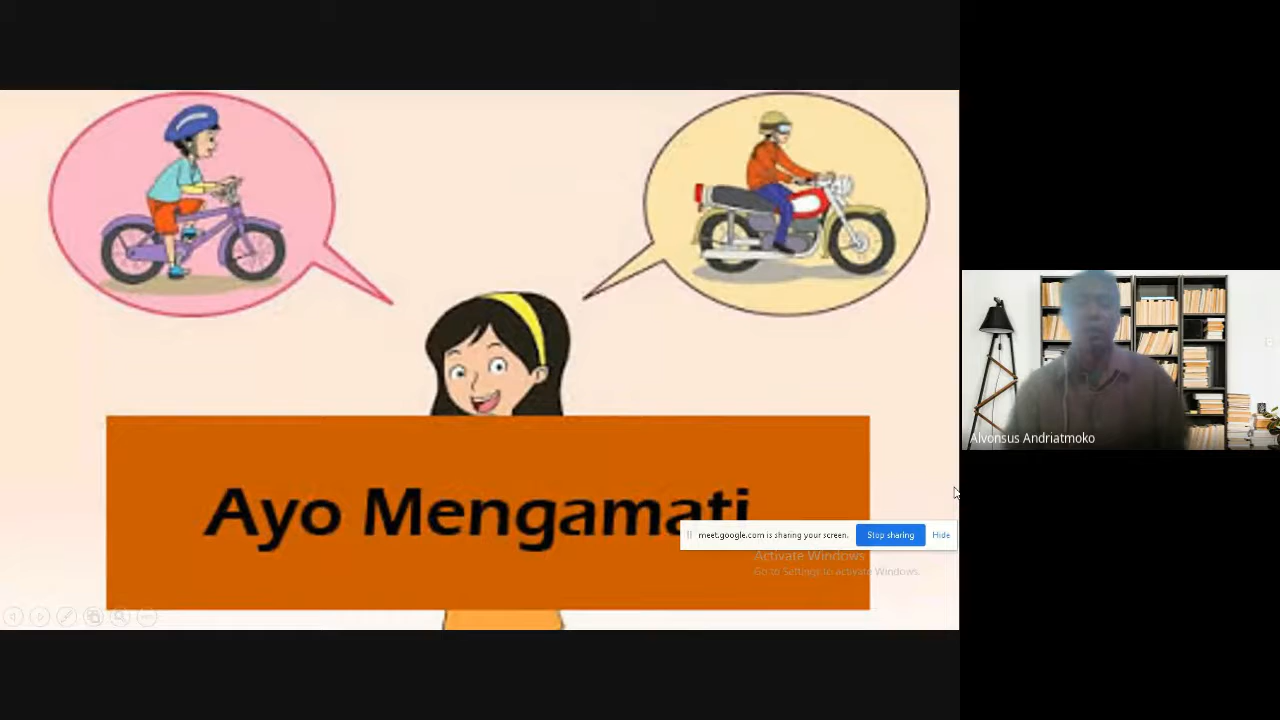 Ayo Mengamati
meet.google.com is sharing your screen.
Stop sharing
Hide
Activate Windows
Go to Settings to activate Windows.
Alvonsus Andriatmoko